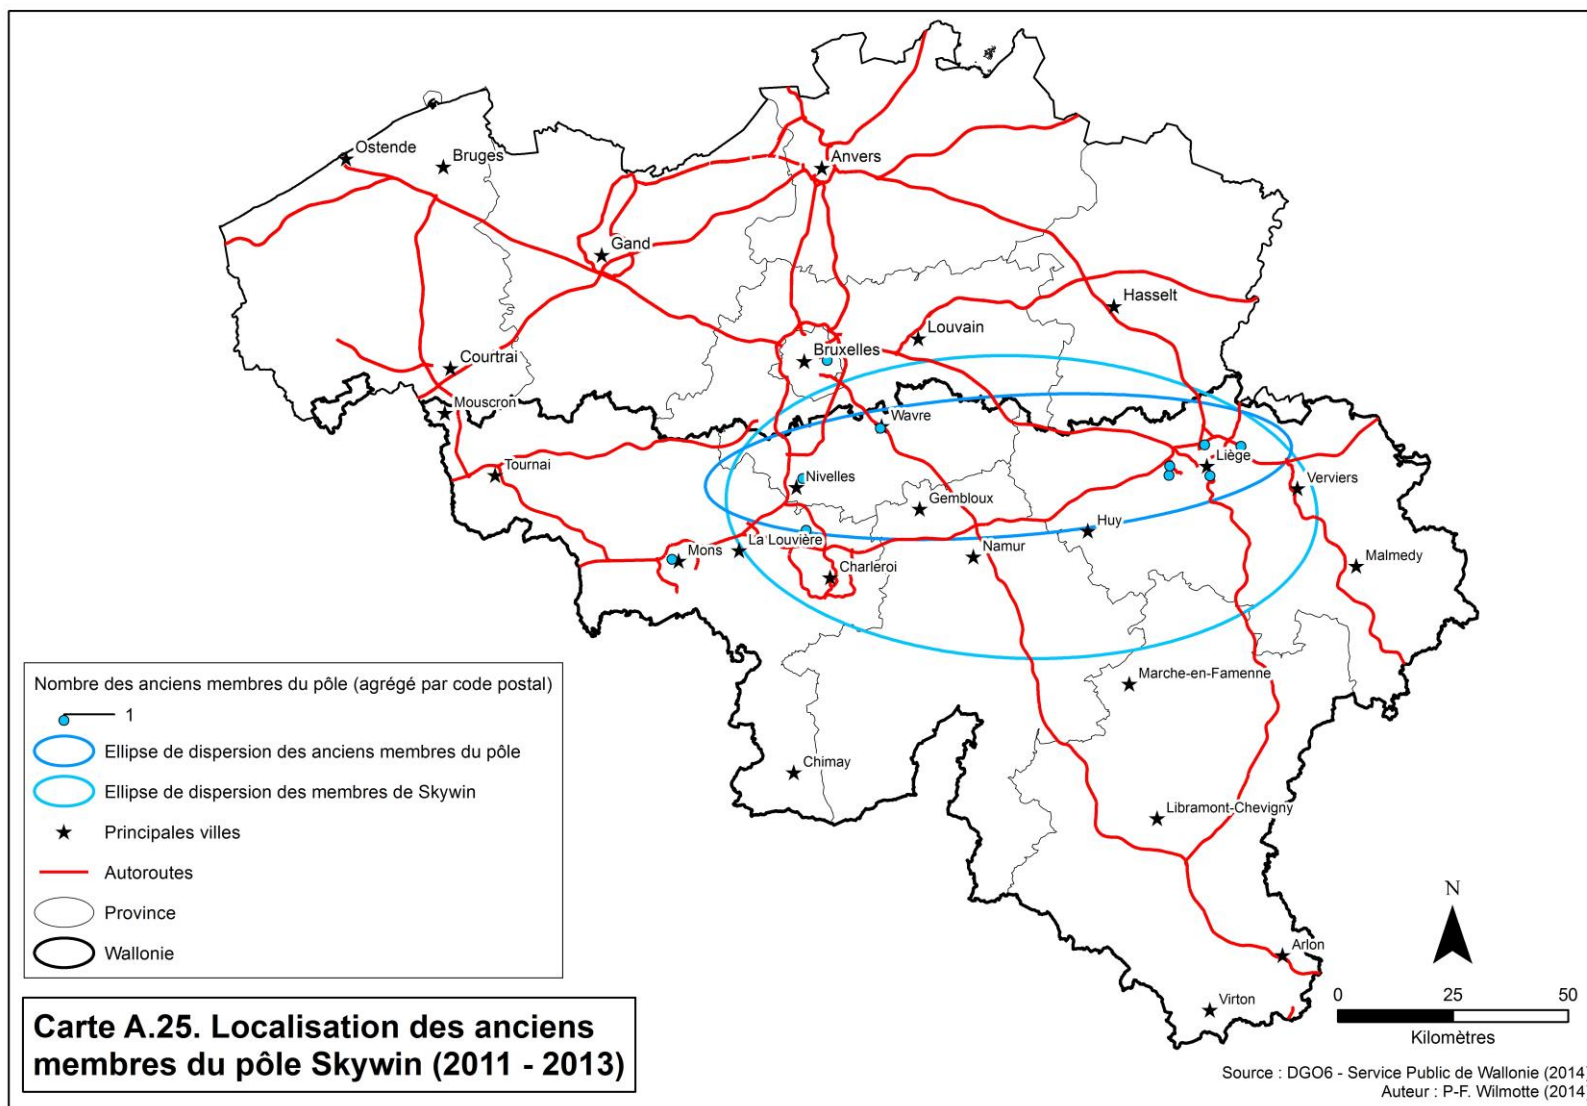 Ostende
Bruges
Anvers
Gand
Hasselt
Louvain
Bruxelles
Courtrai
Mouscron
Wavre
Tournai
Liège
Nivelles
Verviers
Gembloux
Huy
Mons
La Louvière
Namur
Charleroi
Malmedy
Marche-en-Famenne
Chimay
Libramont-Chevigny
Arlon
Virton
Nombre des anciens membres du pôle (agrégé par code postal)
1
Ellipse de dispersion des anciens membres du pôle
Ellipse de dispersion des membres de Skywin
Principales villes
Autoroutes
Province
Wallonie
N
0 25 50
Kilomètres
Carte A.25. Localisation des anciens
membres du pôle Skywin (2011 - 2013)
Source : DGO6 - Service Public de Wallonie (2014)
Auteur : P-F. Wilmotte (2014)